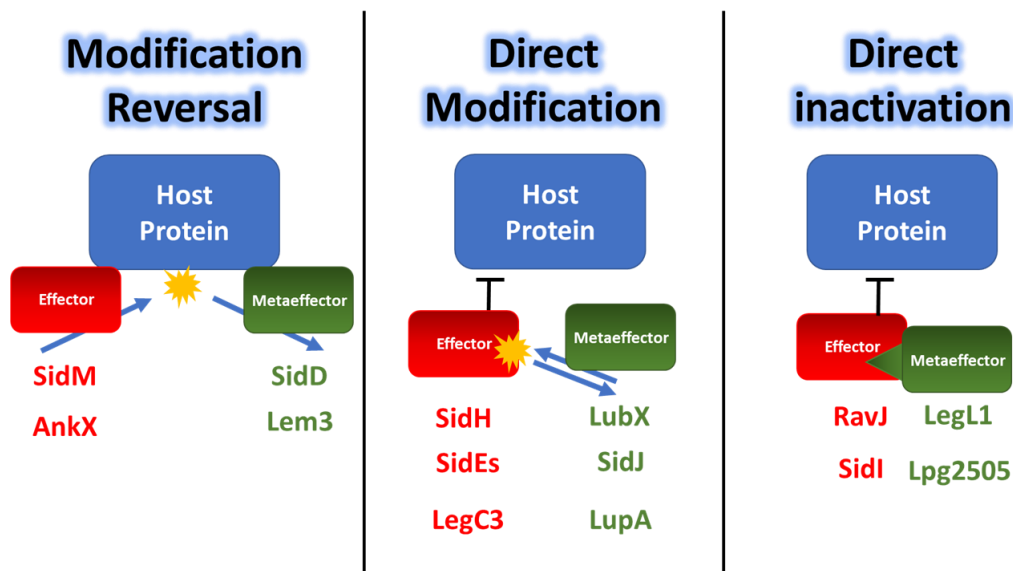 Modification
Reversal
Host
Protein
Effector
Metaeffector
SidM
SidD
AnkX
Lem3
Direct
Modification
Host
Protein
Effector
Metaeffector
SidH
LubX
SidEs
SidJ
LegC3
LupA
Direct
inactivation
Host
Protein
Effector
Metaeffector
RavJ
LegL1
SidI
Lpg2505